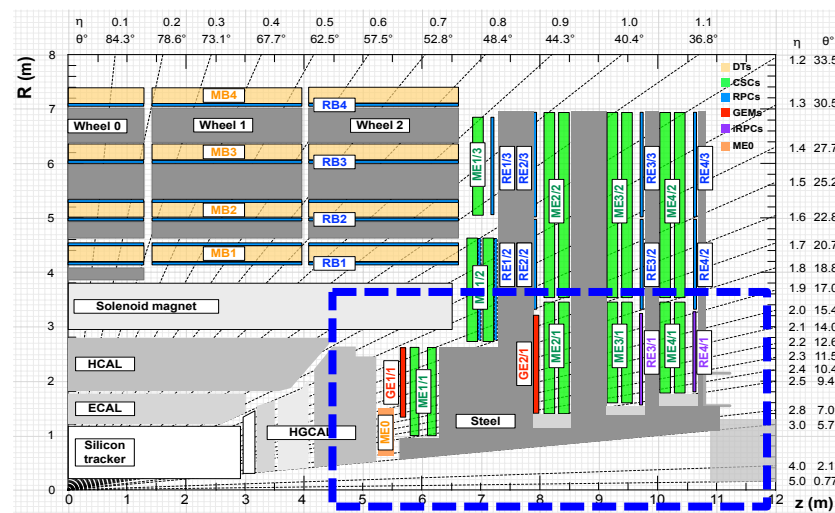 η 0.1 0.2 0.3 0.4 0.5 0.6 0.7 0.8 0.9 1.0 1.1
θ° 84.3° 78.6° 73.1° 67.7° 62.5° 57.5° 52.8° 48.4° 44.3° 40.4° 36.8° η θ°
R (m)
8
7
6
5
4
3
2
1
0
1.2 33.5
1.3 30.5
1.4 27.7
1.5 25.2
1.6 22.8
1.7 20.7
1.8 18.8
1.9 17.0
2.0 15.4
2.1 14.0
2.2 12.6
2.3 11.5
2.4 10.4
2.5 9.4
2.8 7.0
3.0 5.7
4.0 2.1
5.0 0.77
DTs
CSCs
RPCs
GEMs
iRPCs
ME0
MB4
RB4
Wheel 0
Wheel 1
Wheel 2
MB3
RB3
MB2
RB2
MB1
RB1
ME1/3
RE1/3
RE2/3
ME2/2
ME3/2
RE3/3
ME4/2
RE4/3
ME1/2
RE1/2
RE2/2
RE3/2
RE4/2
Solenoid magnet
HCAL
ECAL
Silicon
tracker
HGCAL
ME0
GE1/1
ME1/1
Steel
GE2/1
ME2/1
ME3/1
RE3/1
ME4/1
RE4/1
0 1 2 3 4 5 6 7 8 9 10 11 12
z (m)